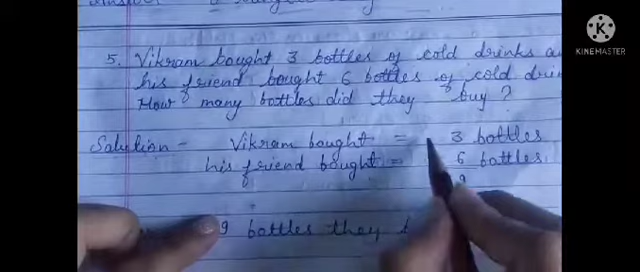 5. Vikram bought 3 bottles of cold drinks
his friend bought 6 bottles of cold
How many bottles did they buy?
Solution - Vikram bought = 3 bottles
his friend bought = 6 bottles.
9
9 bottles they
KINEMASTER